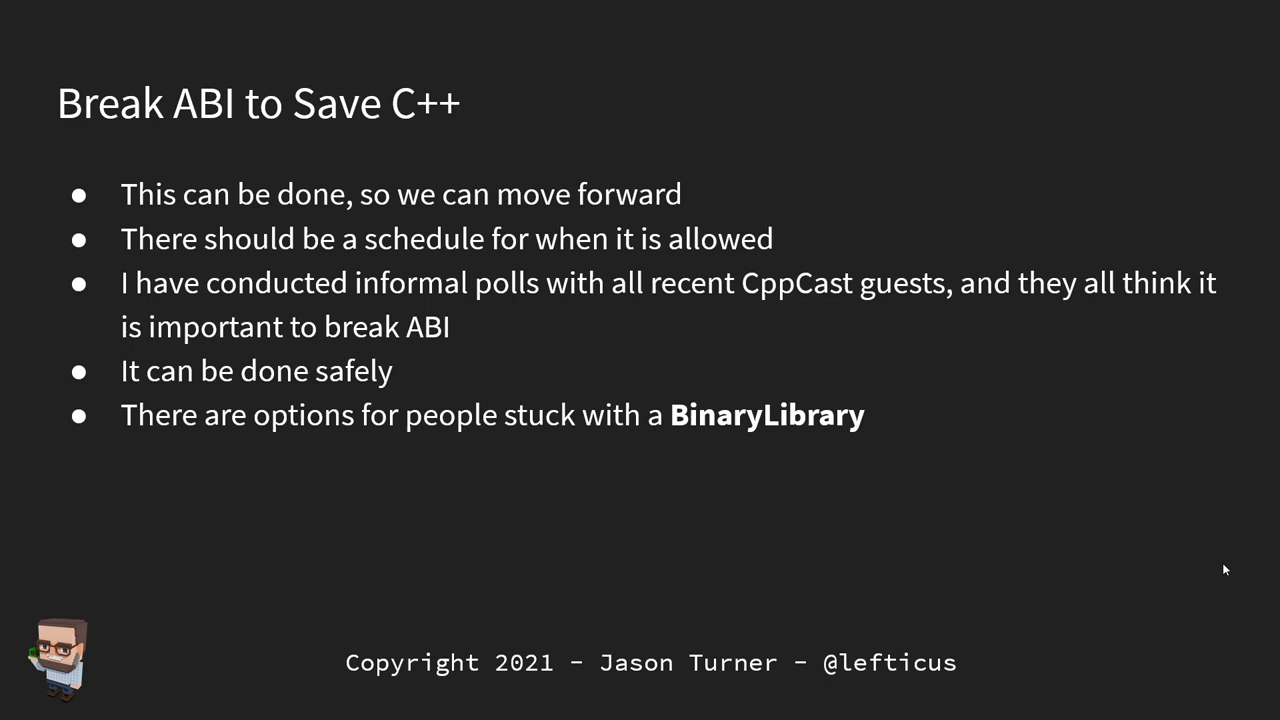 Break ABI to Save C++
● This can be done, so we can move forward
● There should be a schedule for when it is allowed
● I have conducted informal polls with all recent CppCast guests, and they all think it
is important to break ABI
● It can be done safely
● There are options for people stuck with a BinaryLibrary
Copyright 2021 - Jason Turner - @lefticus